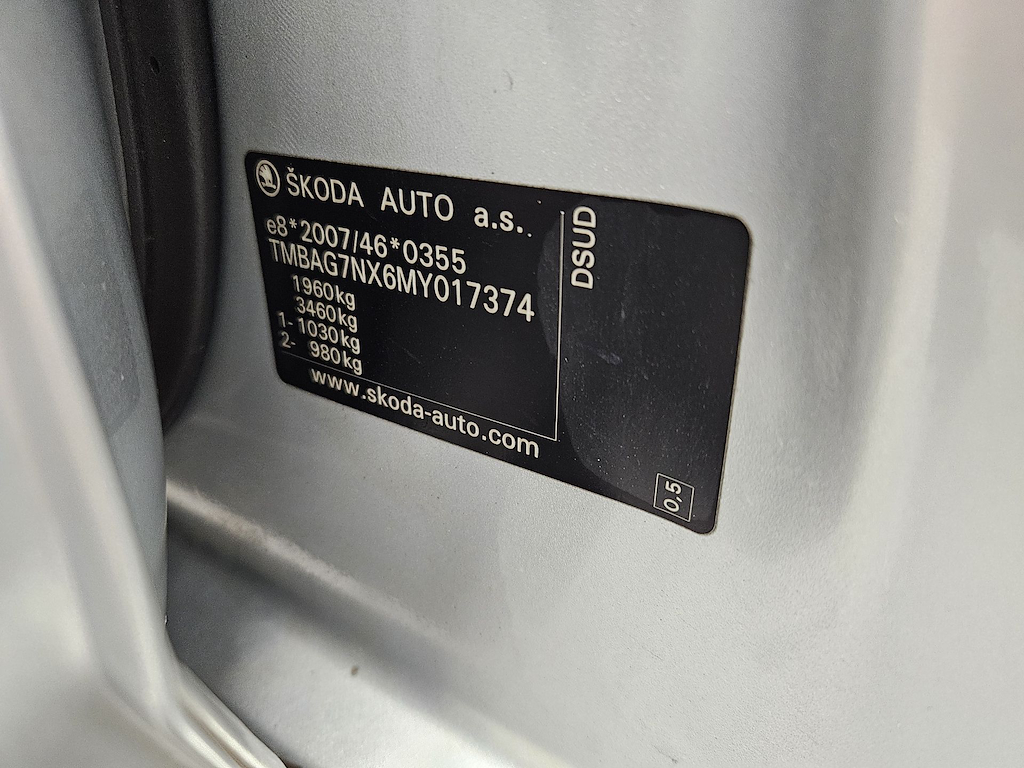 ŠKODA AUTO a.s.
e8*2007/46*0355
TMBAG7NX6MY017374
1960kg
3460kg
1- 1030kg
2- 980kg
www.skoda-auto.com
DSUD
0,5